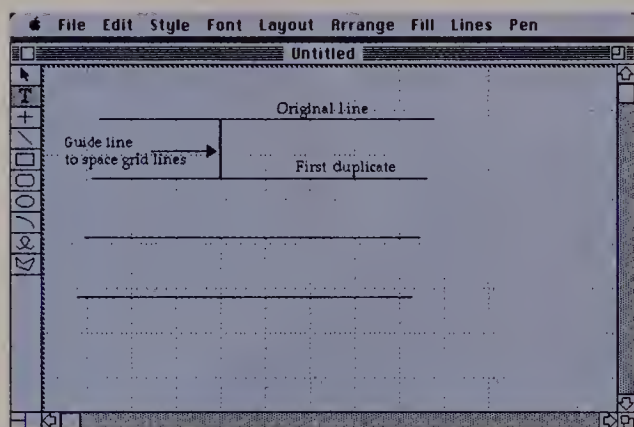 File Edit Style Font Layout Arrange Fill Lines Pen
Untitled
T
Original line
Guide line
to space grid lines
First duplicate